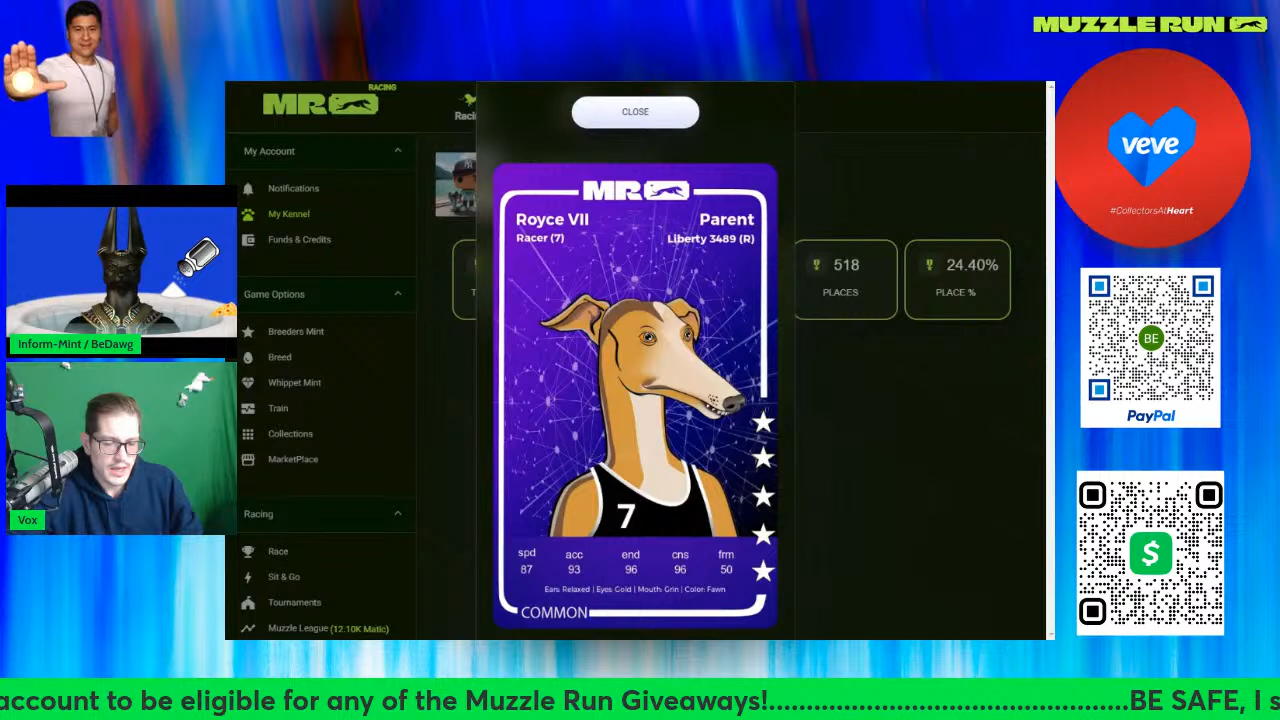 MUZZLE RUN
MR RACING
Raci
CLOSE
My Account
Notifications
My Kennel
Funds & Credits
Game Options
Breeders Mint
Breed
Whippet Mint
Train
Collections
MarketPlace
Racing
Race
Sit & Go
Tournaments
Muzzle League (12.10K Matic)
MR
Royce VII
Parent
Racer (7)
Liberty 3489 (R)
7
spd acc end cns frm
87 93 96 96 50
Ears: Relaxed | Eyes: Gold | Mouth: Grin | Color: Fawn
COMMON
T
518
PLACES
24.40%
PLACE %
Inform-Mint / BeDawg
Vox
veve
#CollectorsAtHeart
BE
PayPal
$
account to be eligible for any of the Muzzle Run Giveaways!.................................................BE SAFE, I s